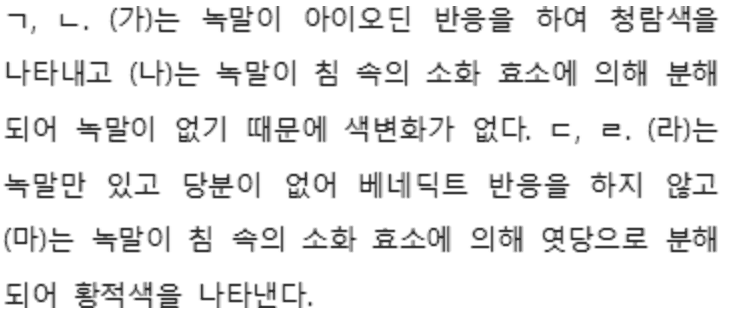 ㄱ, ㄴ. (가)는 녹말이 아이오딘 반응을 하여 청람색을
나타내고 (나)는 녹말이 침 속의 소화 효소에 의해 분해
되어 녹말이 없기 때문에 색변화가 없다. ㄷ, ㄹ. (라)는
녹말만 있고 당분이 없어 베네딕트 반응을 하지 않고
(마)는 녹말이 침 속의 소화 효소에 의해 엿당으로 분해
되어 황적색을 나타낸다.